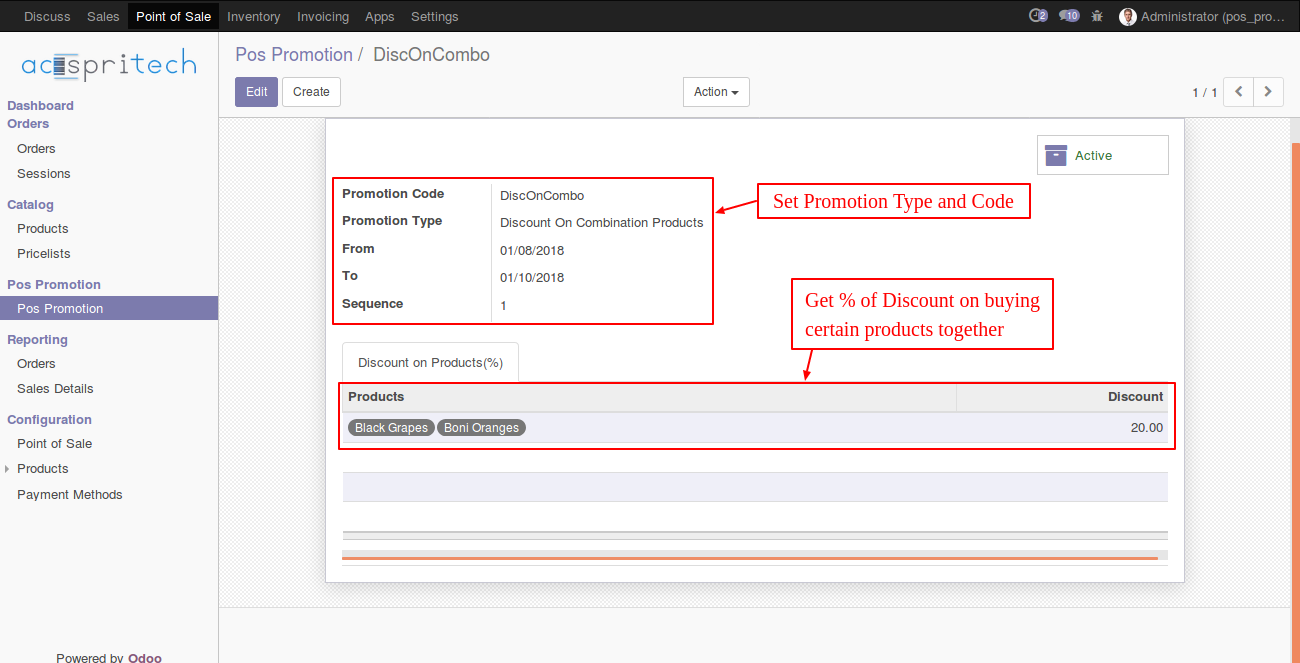 Discuss Sales Point of Sale Inventory Invoicing Apps Settings 2 10 Administrator (pos_pro...
acespritech
Pos Promotion / DiscOnCombo
Edit Create Action 1 / 1
Dashboard
Orders
Orders
Sessions
Catalog
Products
Pricelists
Pos Promotion
Pos Promotion
Reporting
Orders
Sales Details
Configuration
Point of Sale
Products
Payment Methods
Powered by Odoo
Active
Promotion Code DiscOnCombo
Promotion Type Discount On Combination Products
From 01/08/2018
To 01/10/2018
Sequence 1
Set Promotion Type and Code
Get % of Discount on buying
certain products together
Discount on Products(%)
Products Discount
Black Grapes Boni Oranges 20.00